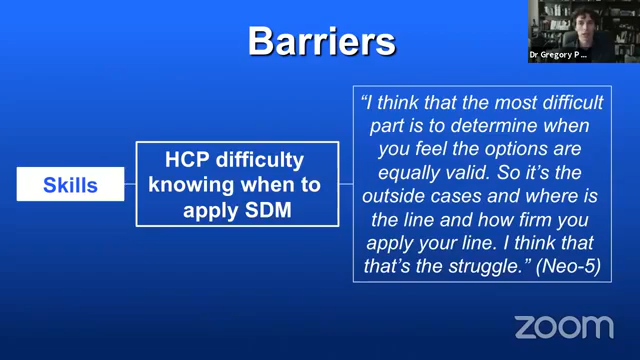 Barriers
Dr Gregory P ...
Skills
HCP difficulty
knowing when to
apply SDM
“I think that the most difficult
part is to determine when
you feel the options are
equally valid. So it’s the
outside cases and where is
the line and how firm you
apply your line. I think that
that’s the struggle.” (Neo-5)
zoom